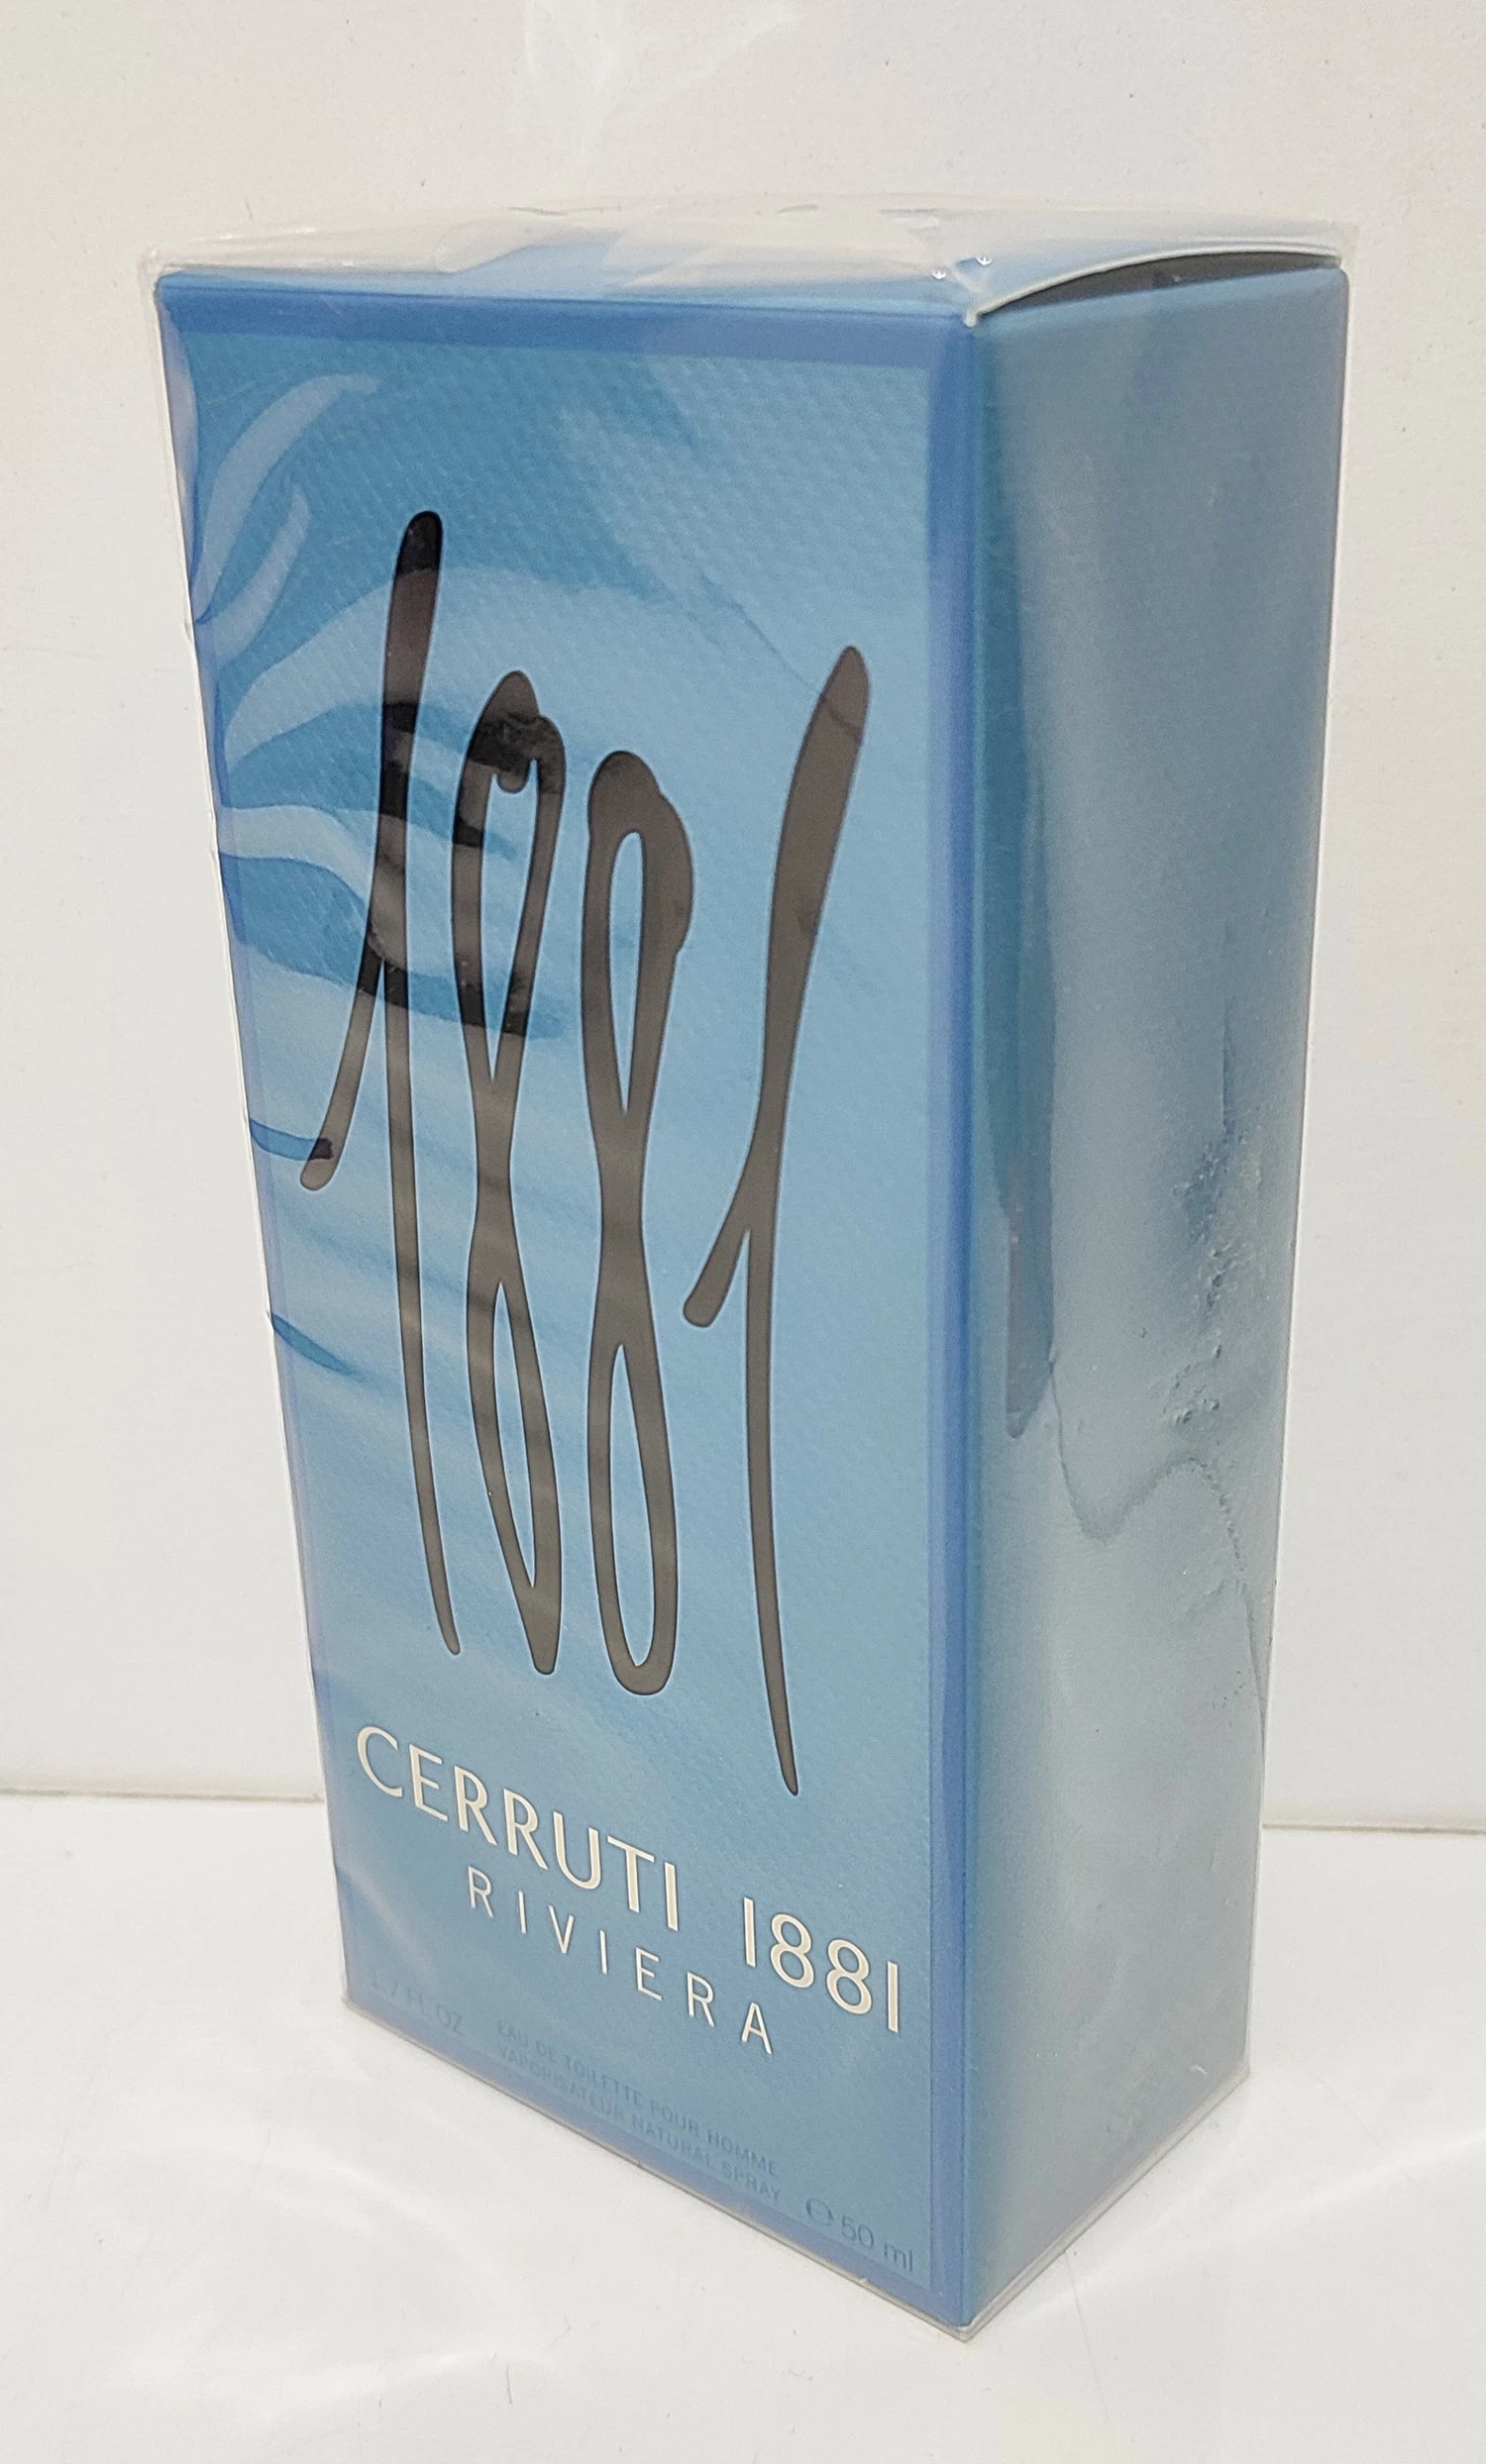 1881
CERRUTI 1881
RIVIERA
1.7 FL OZ
EAU DE TOILETTE POUR HOMME
VAPORISATEUR NATURAL SPRAY
℮ 50 ml